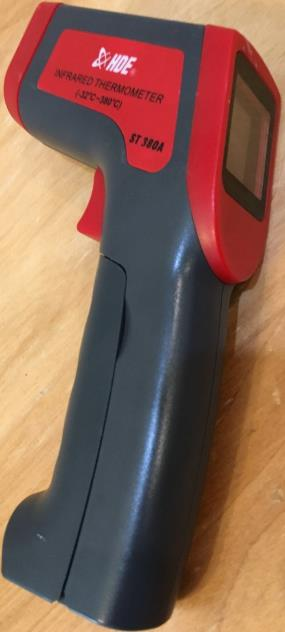 HDE®
INFRARED THERMOMETER
(-32°C~380°C)
ST 380A